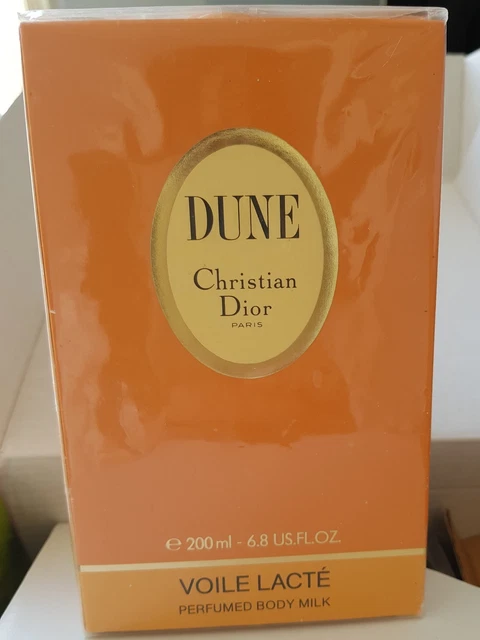 DUNE
Christian
Dior
PARIS
℮ 200 ml - 6.8 US.FL.OZ.
VOILE LACTÉ
PERFUMED BODY MILK